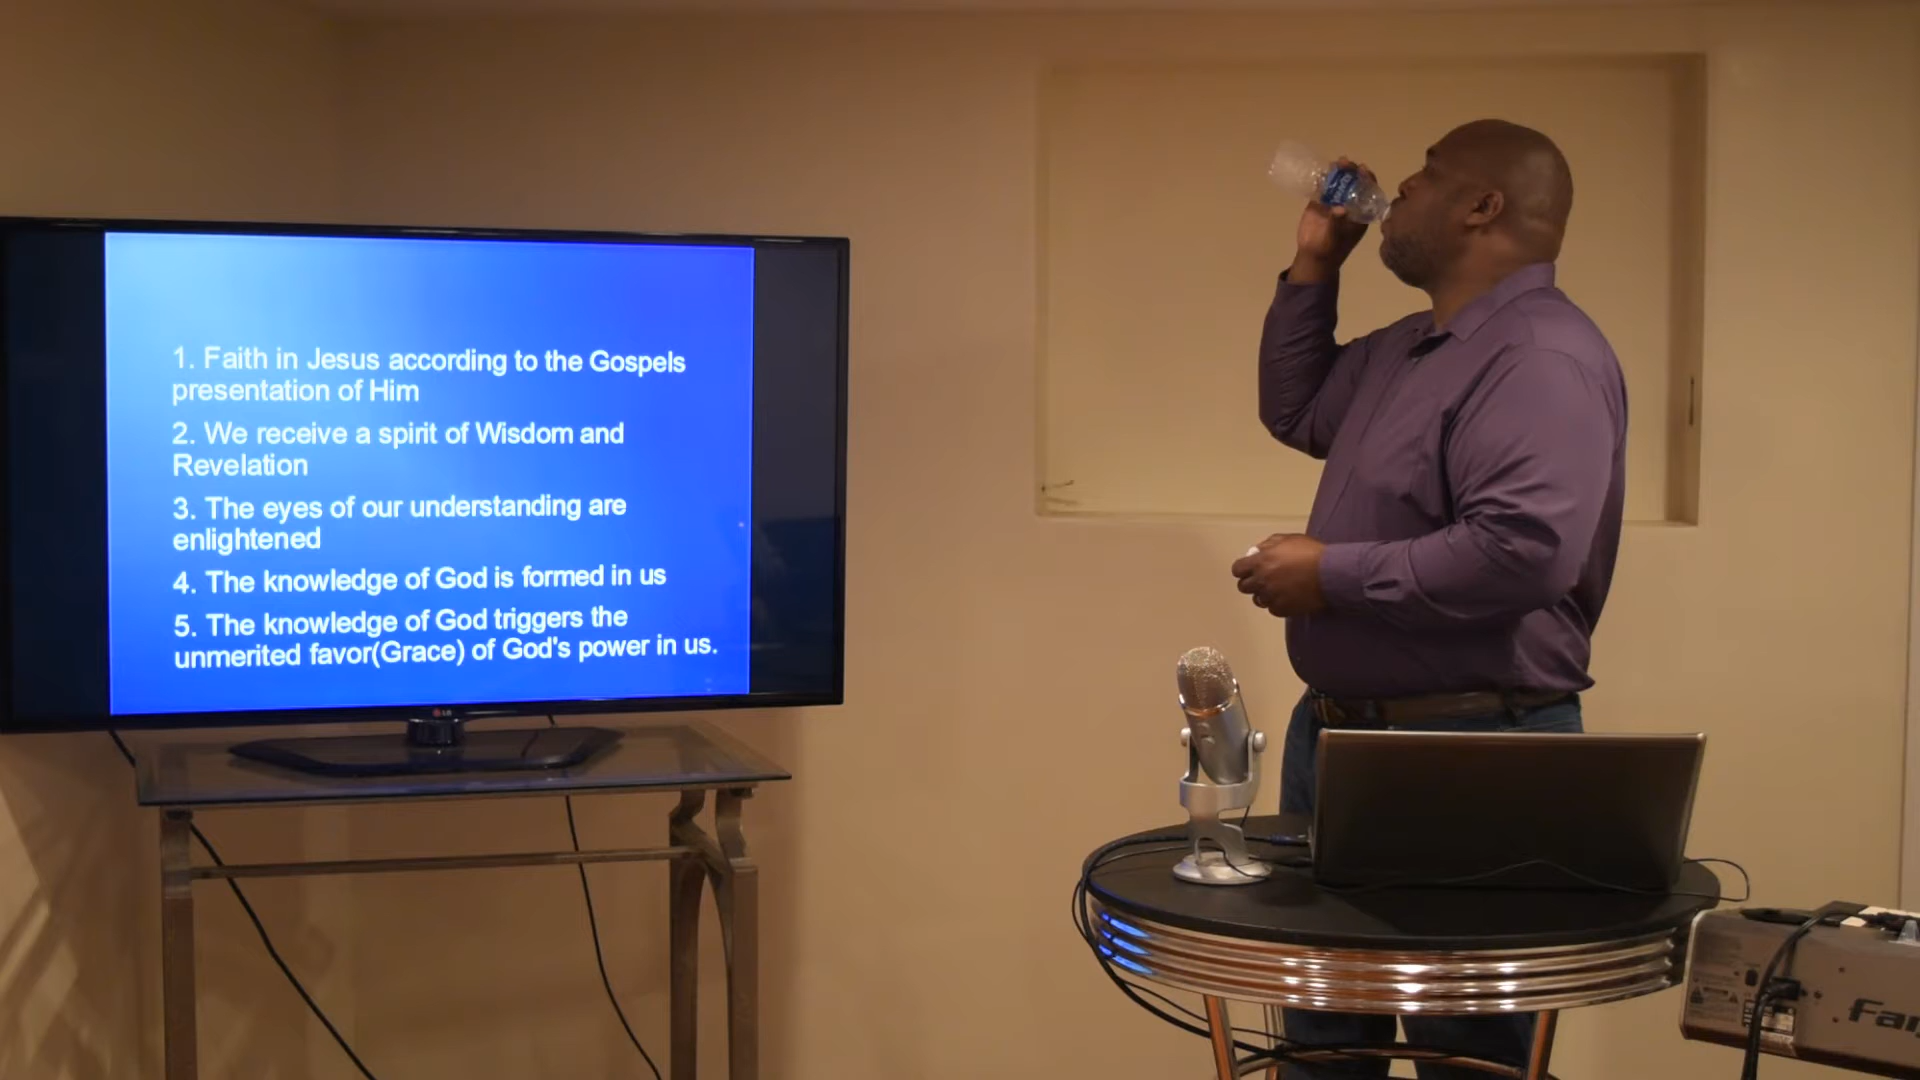 1. Faith in Jesus according to the Gospels
presentation of Him
2. We receive a spirit of Wisdom and
Revelation
3. The eyes of our understanding are
enlightened
4. The knowledge of God is formed in us
5. The knowledge of God triggers the
unmerited favor(Grace) of God's power in us.
LG